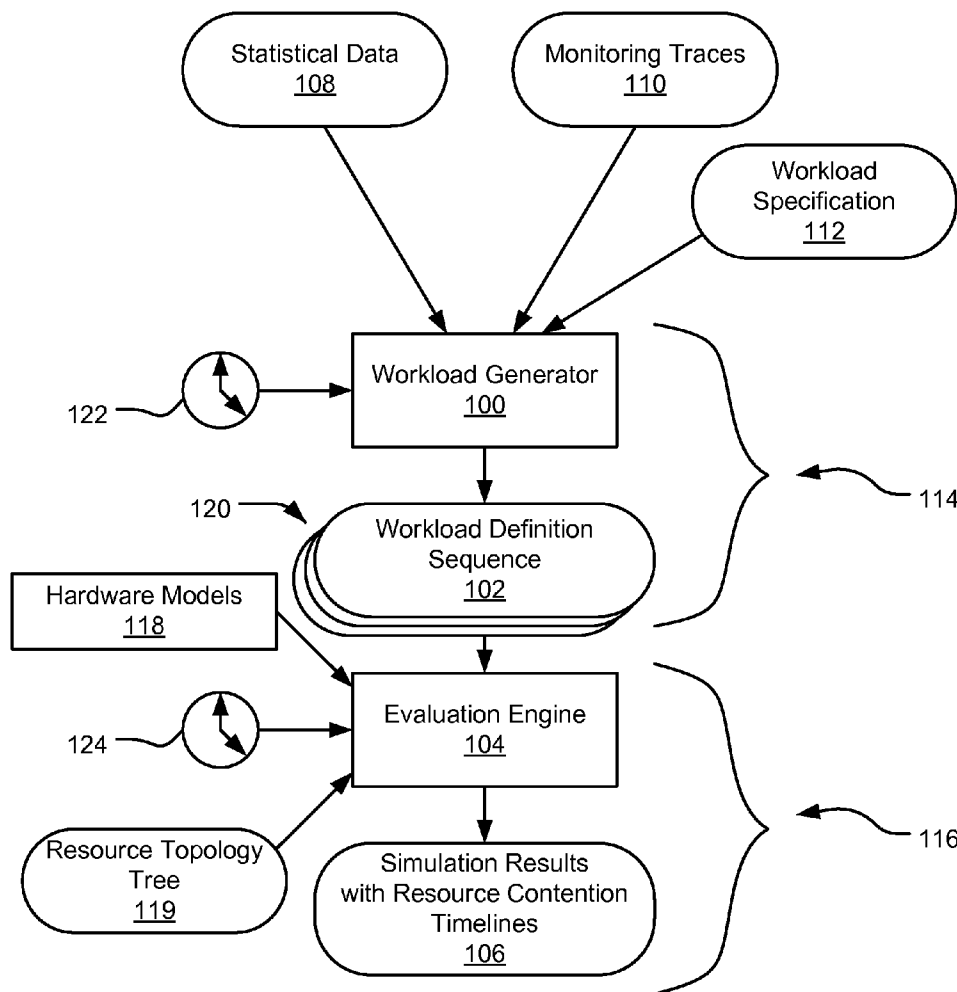 Statistical Data
108
Monitoring Traces
110
Workload
Specification
112
Workload Generator
100
122
114
120
Workload Definition
Sequence
102
Hardware Models
118
Evaluation Engine
104
124
116
Resource Topology
Tree
119
Simulation Results
with Resource Contention
Timelines
106